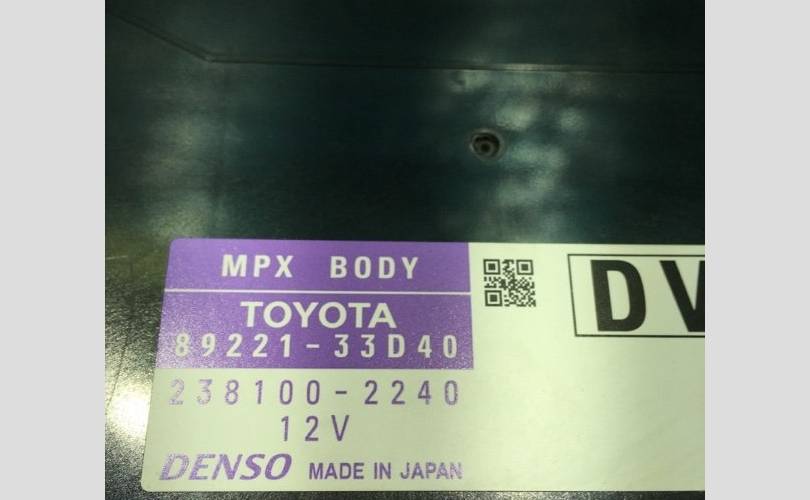 MPX BODY
TOYOTA
89221-33D40
238100-2240
12V
DENSO MADE IN JAPAN
DV